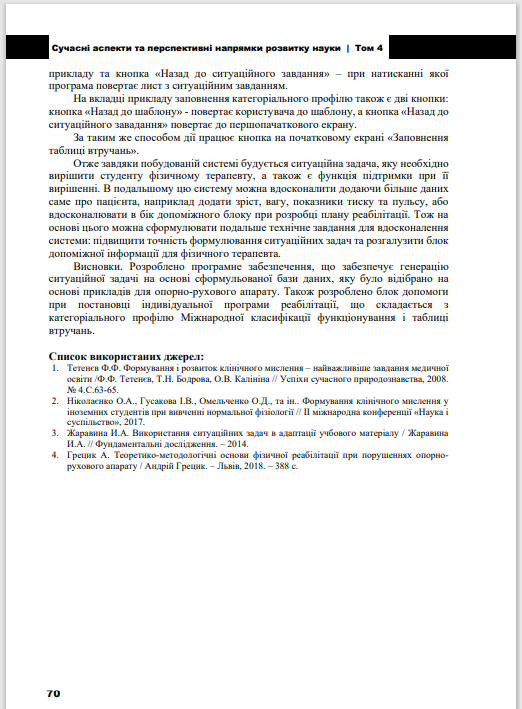 Сучасні аспекти та перспективні напрямки розвитку науки | Том 4
прикладу та кнопка «Назад до ситуаційного завдання» – при натисканні якої
програма повертає лист з ситуаційним завданням.
На вкладці прикладу заповнення категоріального профілю також є дві кнопки:
кнопка «Назад до шаблону» - повертає користувача до шаблону, а кнопка «Назад до
ситуаційного завадання» повертає до першопочаткового екрану.
За таким же способом дії працює кнопка на початковому екрані «Заповнення
таблиці втручань».
Отже завдяки побудованій системі будується ситуаційна задача, яку необхідно
вирішити студенту фізичному терапевту, а також є функція підтримки при її
вирішенні. В подальшому цю систему можна вдосконалити додаючи більше даних
саме про пацієнта, наприклад додати зріст, вагу, показники тиску та пульсу, або
вдосконалювати в бік допоміжного блоку при розробці плану реабілітації. Тож на
основі цього можна сформулювати подальше технічне завдання для вдосконалення
системи: підвищити точність формулювання ситуаційних задач та розгалузити блок
допоміжної інформації для фізичного терапевта.
Висновки. Розроблено програмне забезпечення, що забезпечує генерацію
ситуаційної задачі на основі сформульованої бази даних, яку було відібрано на
основі прикладів для опорно-рухового апарату. Також розроблено блок допомоги
при постановці індивідуальної програми реабілітації, що складається з
категоріального профілю Міжнародної класифікації функціонування і таблиці
втручань.
Список використаних джерел:
1. Тетенєв Ф.Ф. Формування і розвиток клінічного мислення – найважливіше завдання медичної
освіти /Ф.Ф. Тетенєв, Т.Н. Бодрова, О.В. Калініна // Успіхи сучасного природознавства, 2008.
№ 4.С.63-65.
2. Ніколаєнко О.А., Гусакова І.В., Омельченко О.Д., та ін.. Формування клінічного мислення у
іноземних студентів при вивченні нормальної фізіології // ІІ міжнародна конференції «Наука і
суспільство», 2017.
3. Жаравина И.А. Використання ситуаційних задач в адаптації учбового матеріалу / Жаравина
И.А. // Фундаментальні дослідження. – 2014.
4. Грецик А. Теоретико-методологічні основи фізичної реабілітації при порушеннях опорно-
рухового апарату / Андрій Грецик. – Львів, 2018. – 388 с.
70